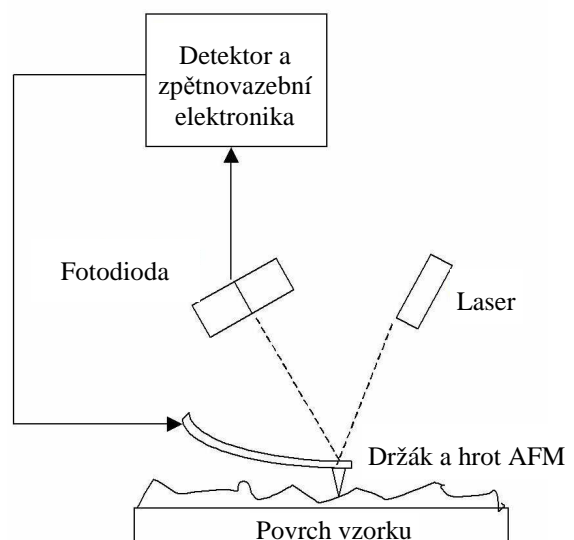 Detektor a
zpětnovazební
elektronika
Fotodioda
Laser
Držák a hrot AFM
Povrch vzorku